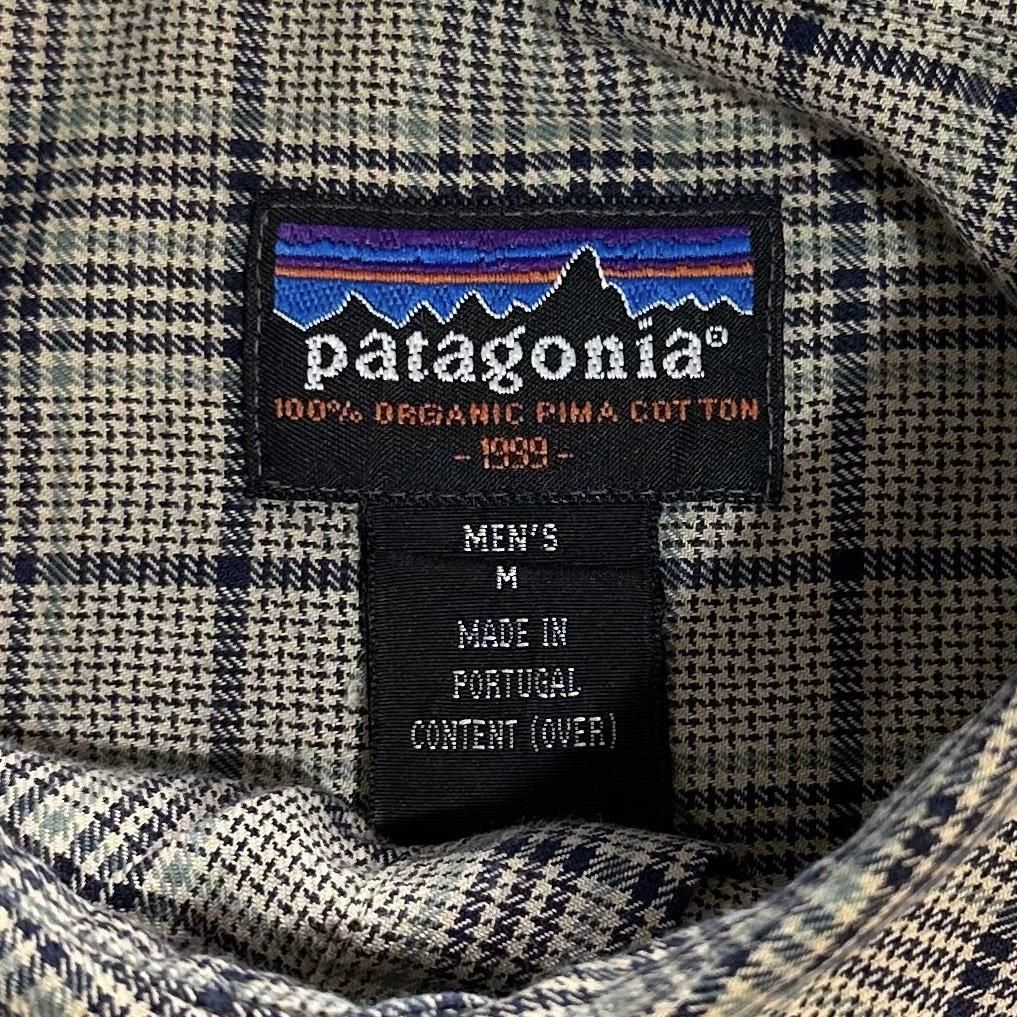 patagonia®
100% ORGANIC PIMA COTTON
- 1999 -
MEN'S
M
MADE IN
PORTUGAL
CONTENT (OVER)